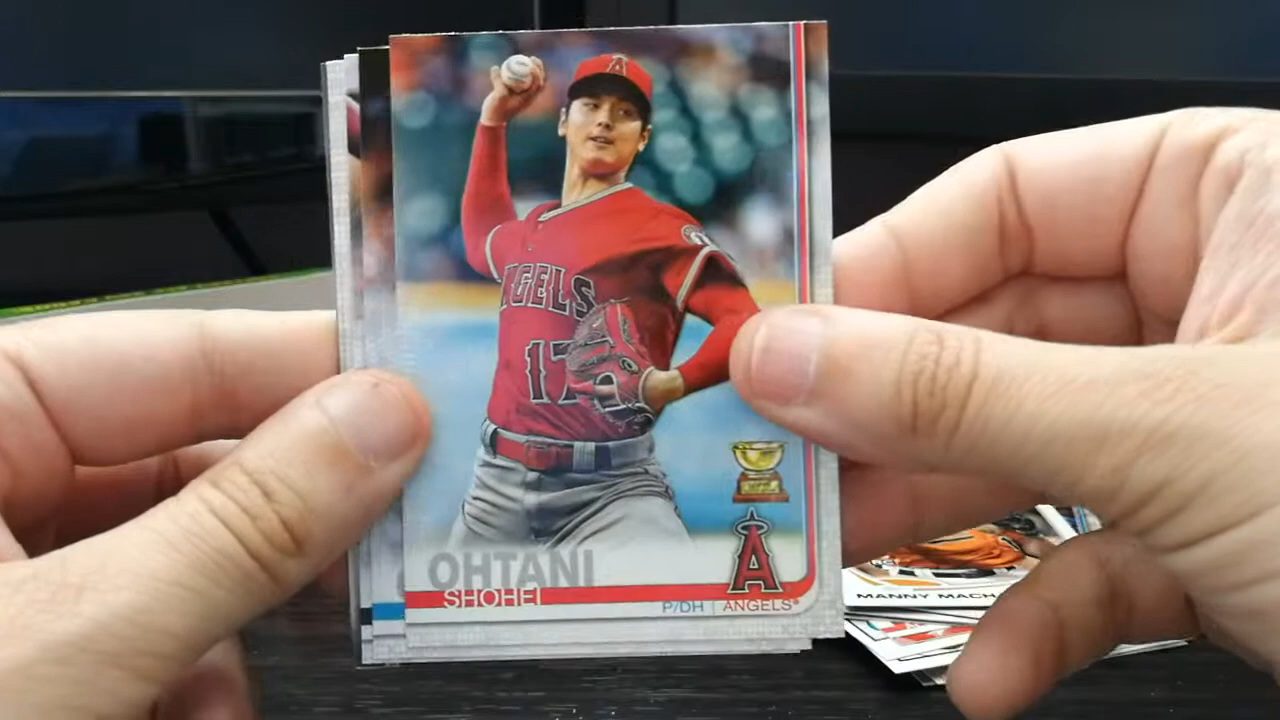 ANGELS
17
OHTANI
SHOHEI
P/DH | ANGELS®
MANNY MACH